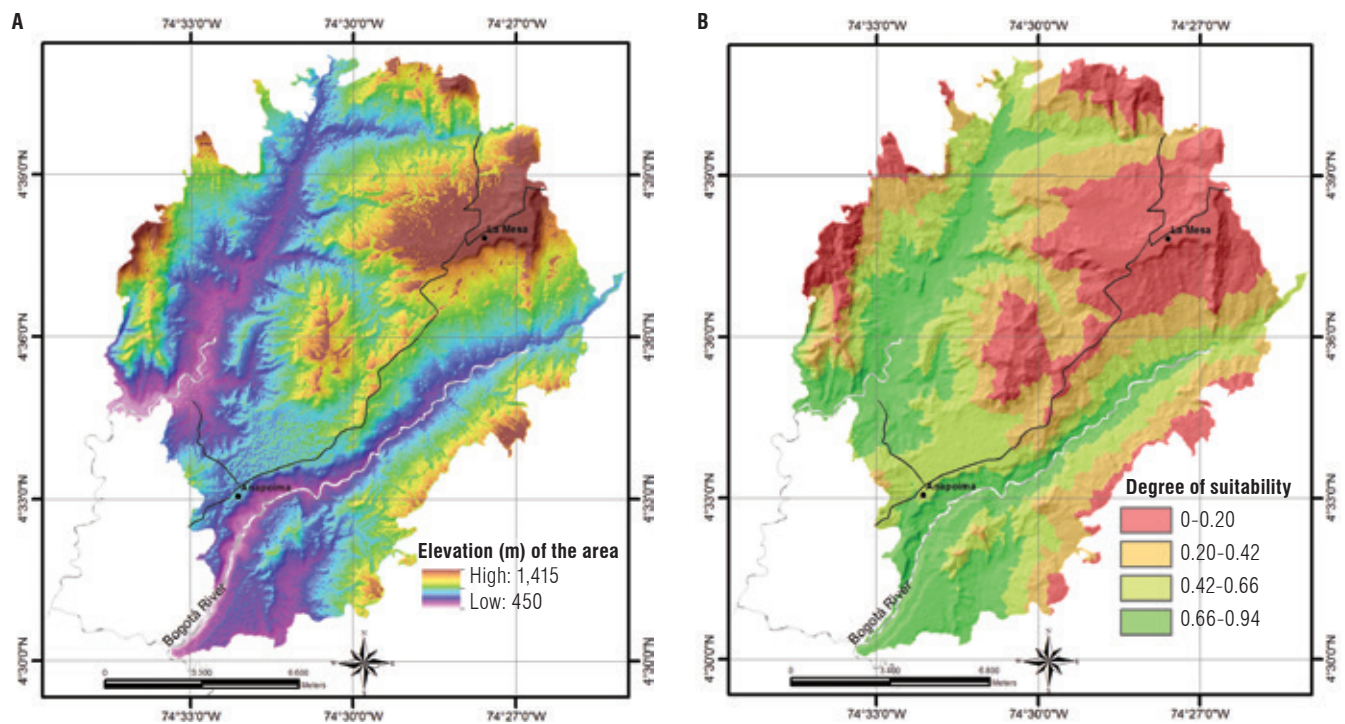 A
74°33'0"W 74°30'0"W 74°27'0"W
4°39'0"N 4°39'0"N
La Mesa
4°36'0"N 4°36'0"N
4°33'0"N 4°33'0"N
Anapoima
Elevation (m) of the area
High: 1,415
Low: 450
Bogotá River
4°30'0"N 4°30'0"N
N
W E
S
0 6 600
Meters
74°33'0"W 74°30'0"W 74°27'0"W
B
74°33'0"W 74°30'0"W 74°27'0"W
4°39'0"N 4°39'0"N
La Mesa
4°36'0"N 4°36'0"N
4°33'0"N 4°33'0"N
Anapoima
Degree of suitability
0-0.20
0.20-0.42
0.42-0.66
0.66-0.94
Bogotá River
4°30'0"N 4°30'0"N
N
W E
S
0 6 600
Meters
74°33'0"W 74°30'0"W 74°27'0"W